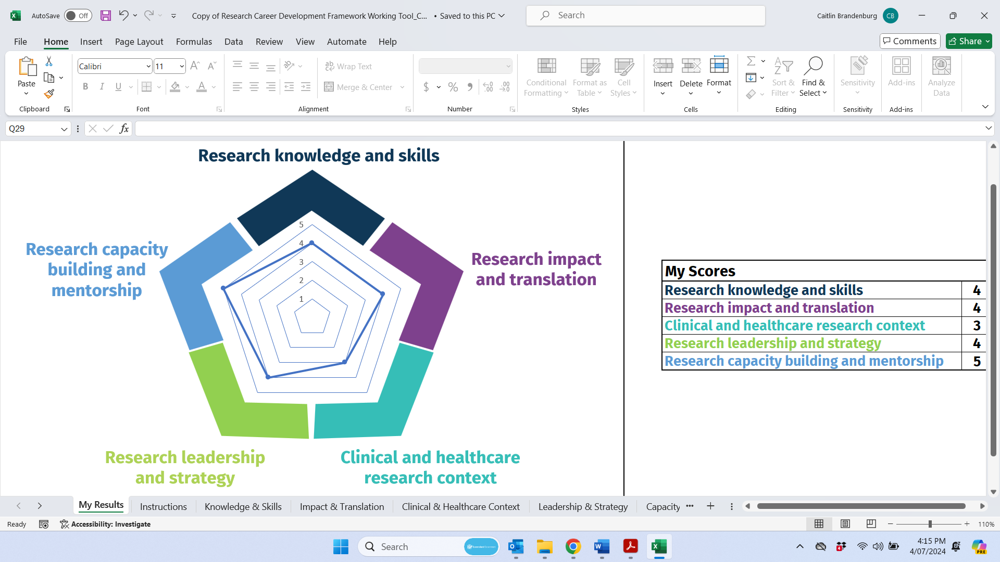 AutoSave Off Copy of Research Career Development Framework Working Tool_C... • Saved to this PC Search Caitlin Brandenburg CB
File Home Insert Page Layout Formulas Data Review View Automate Help Comments Share
Paste
Clipboard
Calibri 11
B I U A
Font
ab Wrap Text
Merge & Center
Alignment
$ % 9
Number
Conditional Formatting
Format as Table
Cell Styles
Styles
Insert Delete Format
Cells
Sort & Filter
Find & Select
Editing
Sensitivity
Sensitivity
Add-ins
Add-ins
Analyze Data
Q29 fx
Research knowledge and skills
Research capacity
building and
mentorship
Research impact
and translation
5
4
3
2
1
Research leadership
and strategy
Clinical and healthcare
research context
My Scores
Research knowledge and skills 4
Research impact and translation 4
Clinical and healthcare research context 3
Research leadership and strategy 4
Research capacity building and mentorship 5
My Results Instructions Knowledge & Skills Impact & Translation Clinical & Healthcare Context Leadership & Strategy Capacity ...
Ready Accessibility: Investigate 110%
Search
4:15 PM
4/07/2024
PRE